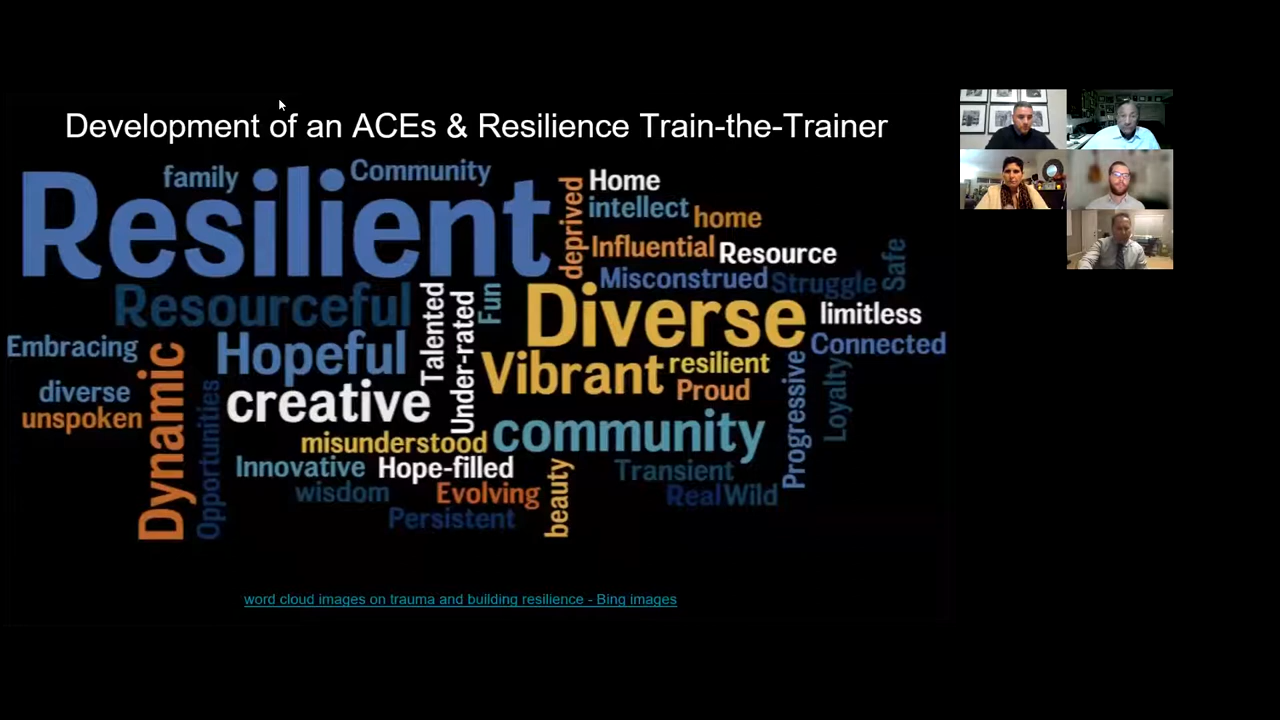 Development of an ACEs & Resilience Train-the-Trainer
family
Community
Resilient
deprived
Home
intellect
home
Influential
Resource
Misconstrued
Struggle
Safe
Resourceful
Talented
Under-rated
Fun
Diverse
limitless
Connected
Embracing
Hopeful
Vibrant
resilient
Proud
Progressive
Loyalty
diverse
unspoken
Dynamic
Opportunities
creative
misunderstood
community
Innovative
Hope-filled
wisdom
Evolving
beauty
Transient
Real
Wild
Persistent
word cloud images on trauma and building resilience - Bing images